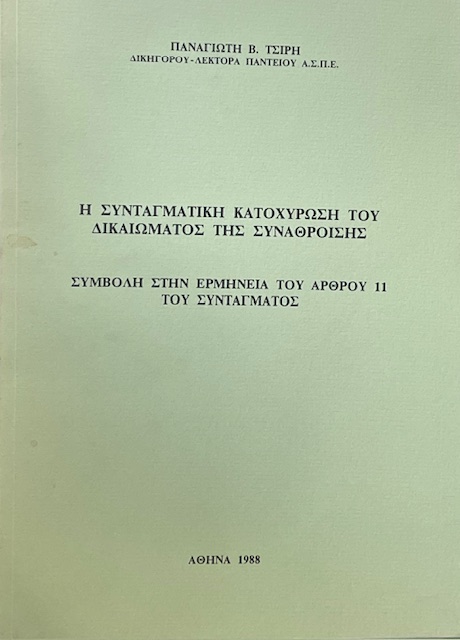 ΠΑΝΑΓΙΩΤΗ Β. ΤΣΙΡΗ
ΔΙΚΗΓΟΡΟΥ-ΛΕΚΤΟΡΑ ΠΑΝΤΕΙΟΥ Α.Σ.Π.Ε.
Η ΣΥΝΤΑΓΜΑΤΙΚΗ ΚΑΤΟΧΥΡΩΣΗ ΤΟΥ
ΔΙΚΑΙΩΜΑΤΟΣ ΤΗΣ ΣΥΝΑΘΡΟΙΣΗΣ
ΣΥΜΒΟΛΗ ΣΤΗΝ ΕΡΜΗΝΕΙΑ ΤΟΥ ΑΡΘΡΟΥ 11
ΤΟΥ ΣΥΝΤΑΓΜΑΤΟΣ
ΑΘΗΝΑ 1988